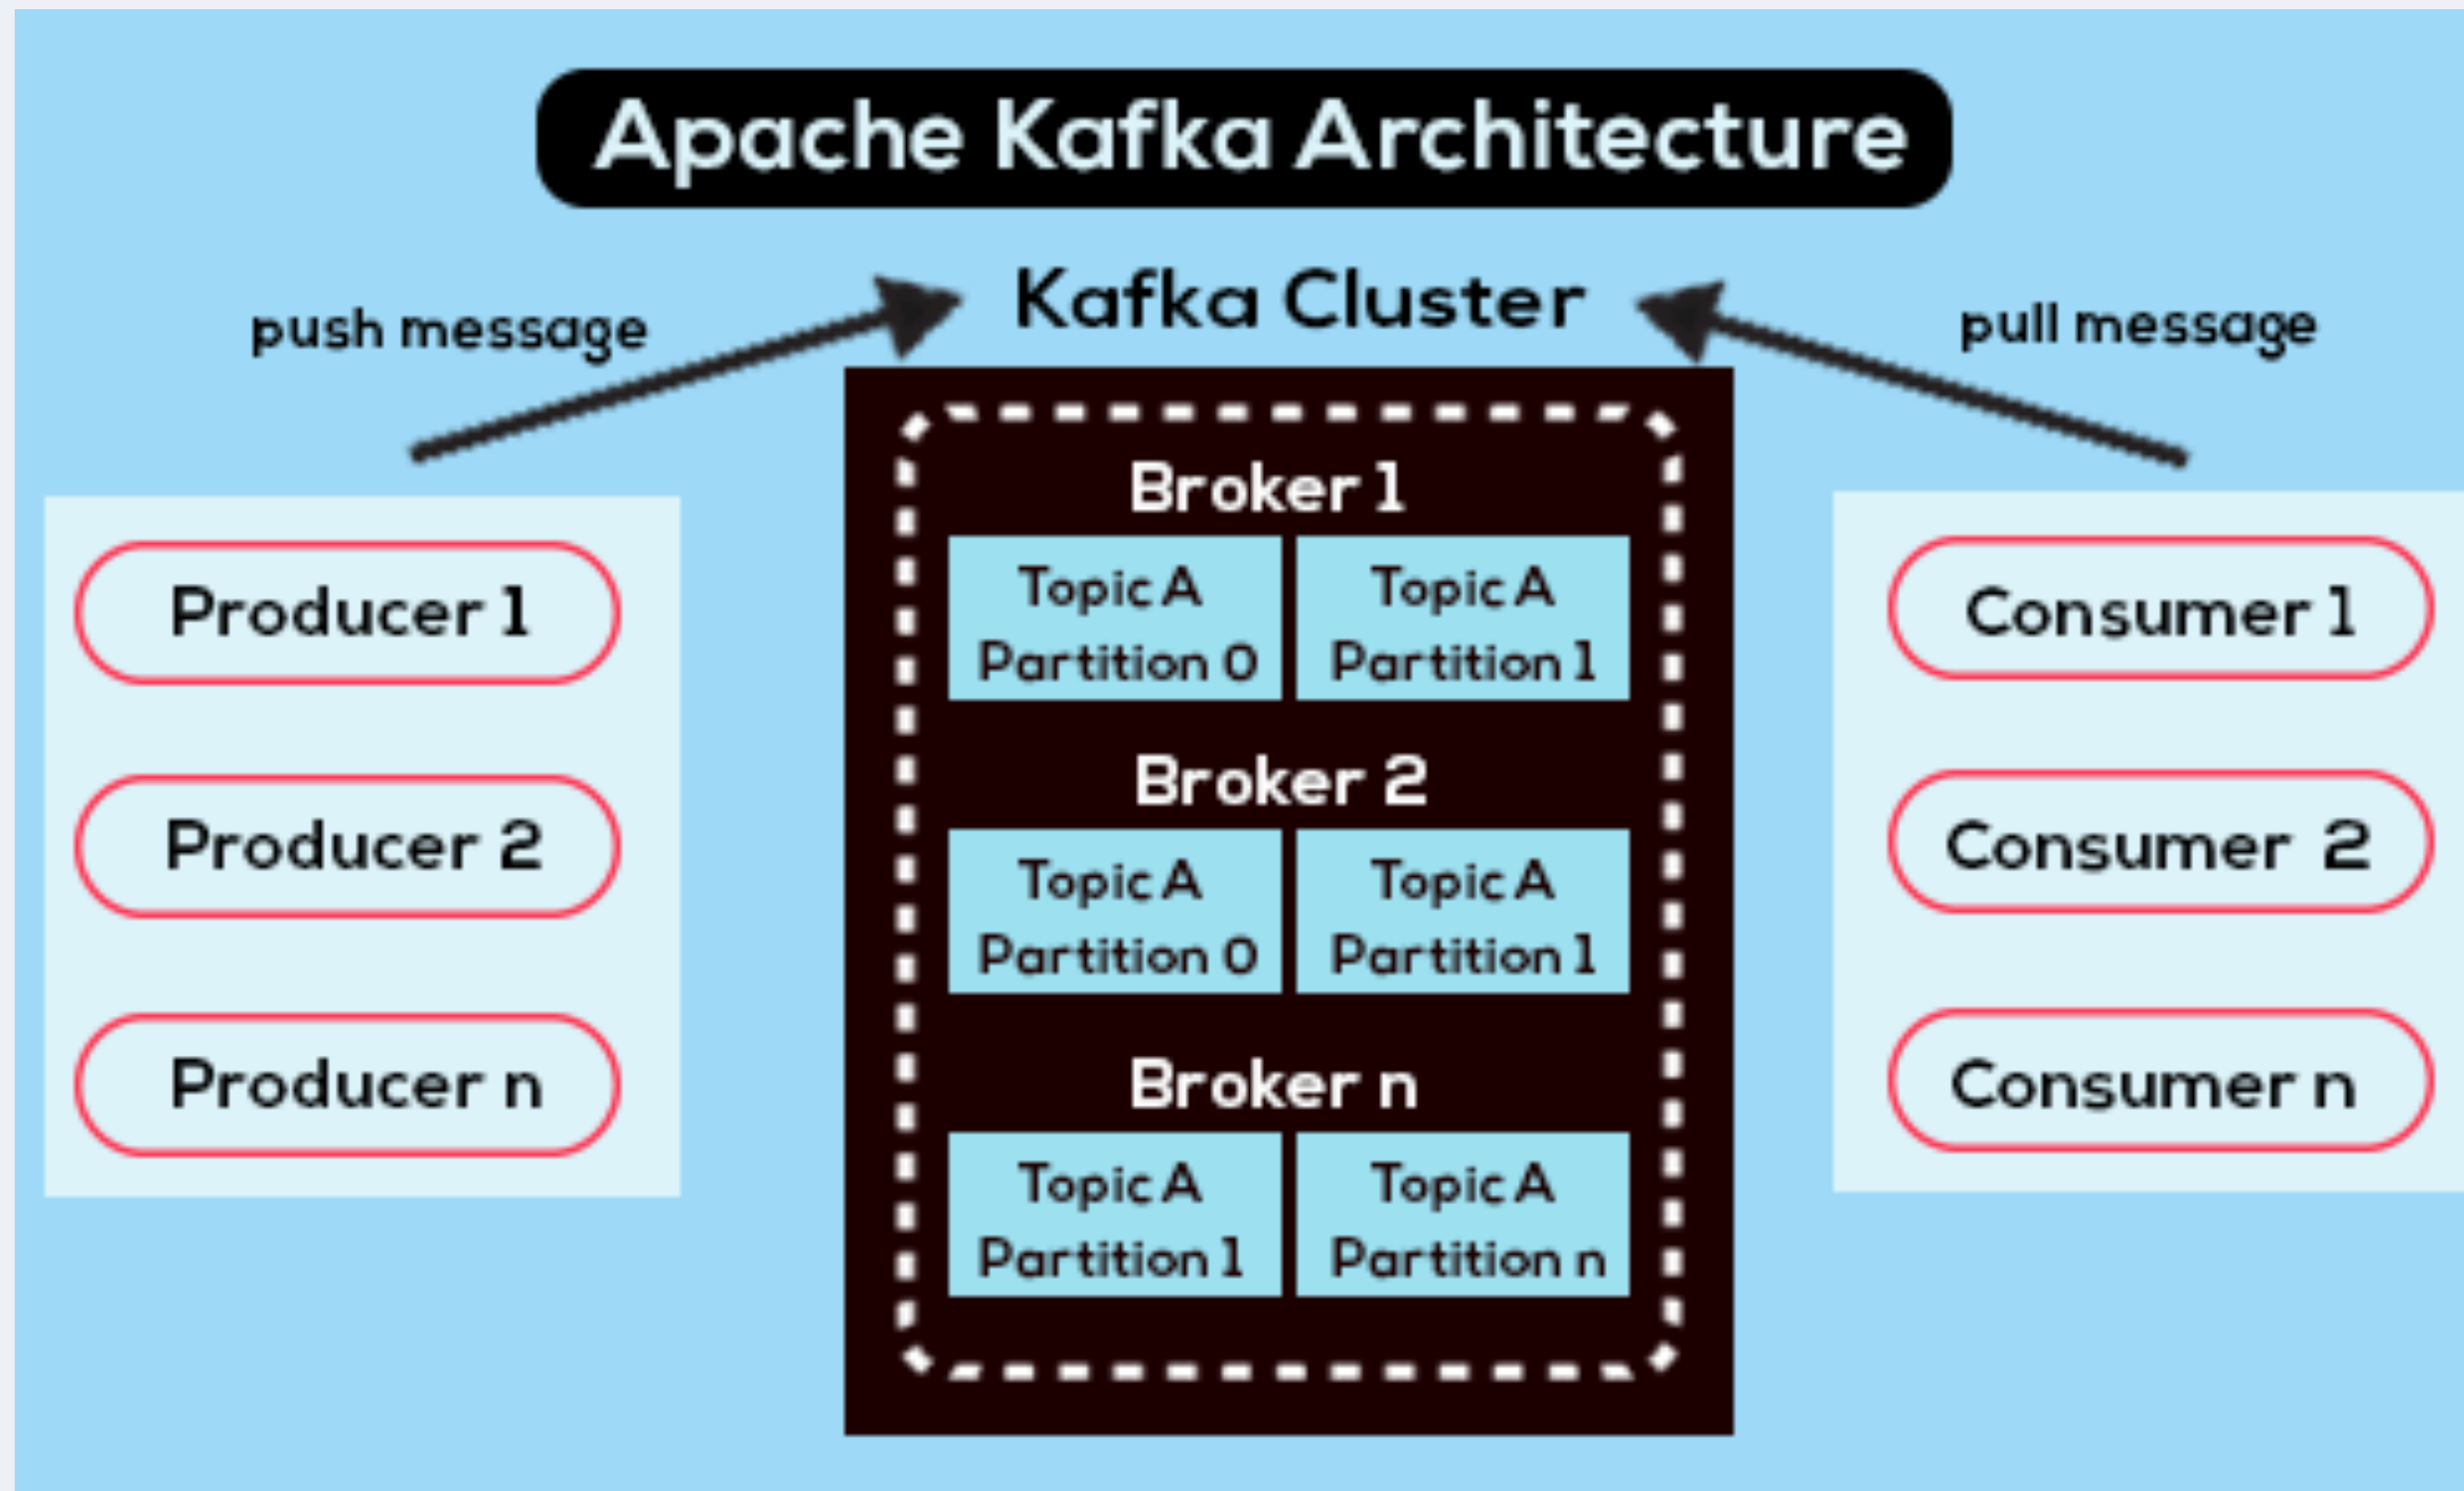 Apache Kafka Architecture
Kafka Cluster
push message
pull message
Producer 1
Producer 2
Producer n
Broker 1
Topic A
Partition 0
Topic A
Partition 1
Broker 2
Topic A
Partition 0
Topic A
Partition 1
Broker n
Topic A
Partition 1
Topic A
Partition n
Consumer 1
Consumer 2
Consumer n